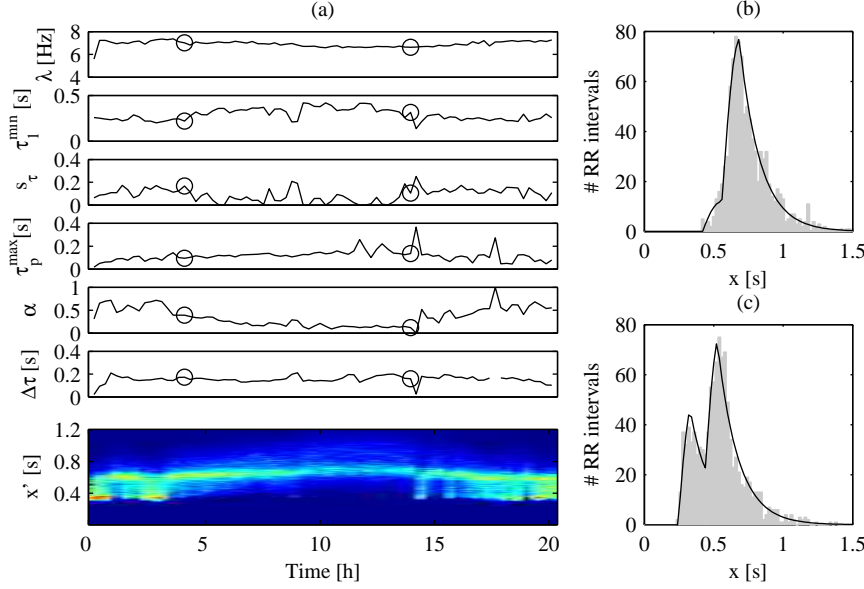 (a)
8
6
4
λ [Hz]
0.5
0
τ₁ᵐⁱⁿ [s]
0.4
0.2
0
s_τ
0.4
0.2
0
τₚᵐᵃˣ [s]
1
0.5
0
α
0.4
0.2
0
Δτ [s]
1.2
0.8
0.4
x' [s]
0 5 10 15 20
Time [h]
(b)
80
60
40
20
0
# RR intervals
0 0.5 1 1.5
x [s]
(c)
80
60
40
20
0
# RR intervals
0 0.5 1 1.5
x [s]